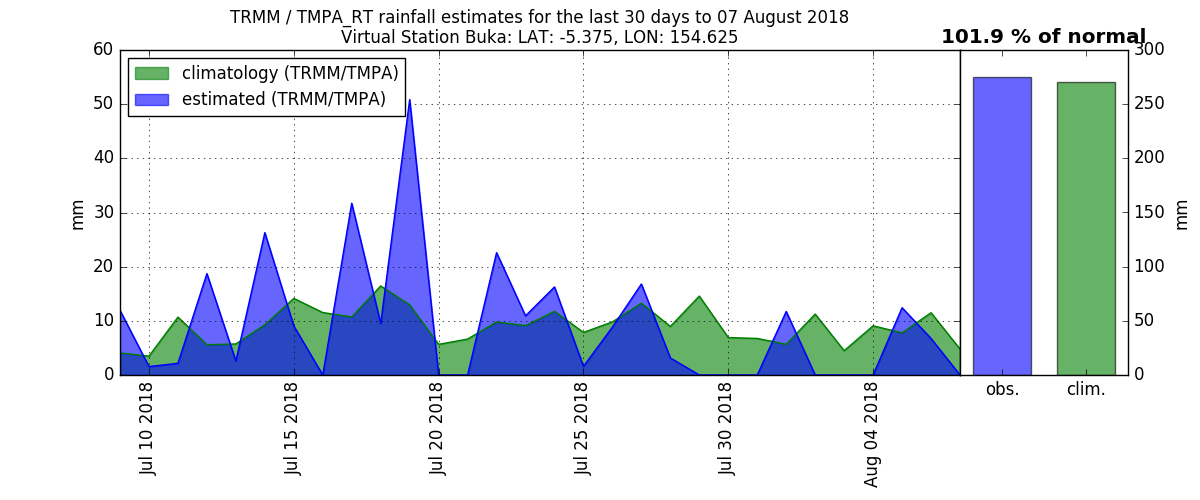 TRMM / TMPA_RT rainfall estimates for the last 30 days to 07 August 2018
Virtual Station Buka: LAT: -5.375, LON: 154.625
101.9 % of normal
climatology (TRMM/TMPA)
estimated (TRMM/TMPA)
60
50
40
30
20
10
0
mm
Jul 10 2018
Jul 15 2018
Jul 20 2018
Jul 25 2018
Jul 30 2018
Aug 04 2018
300
250
200
150
100
50
0
mm
obs.
clim.